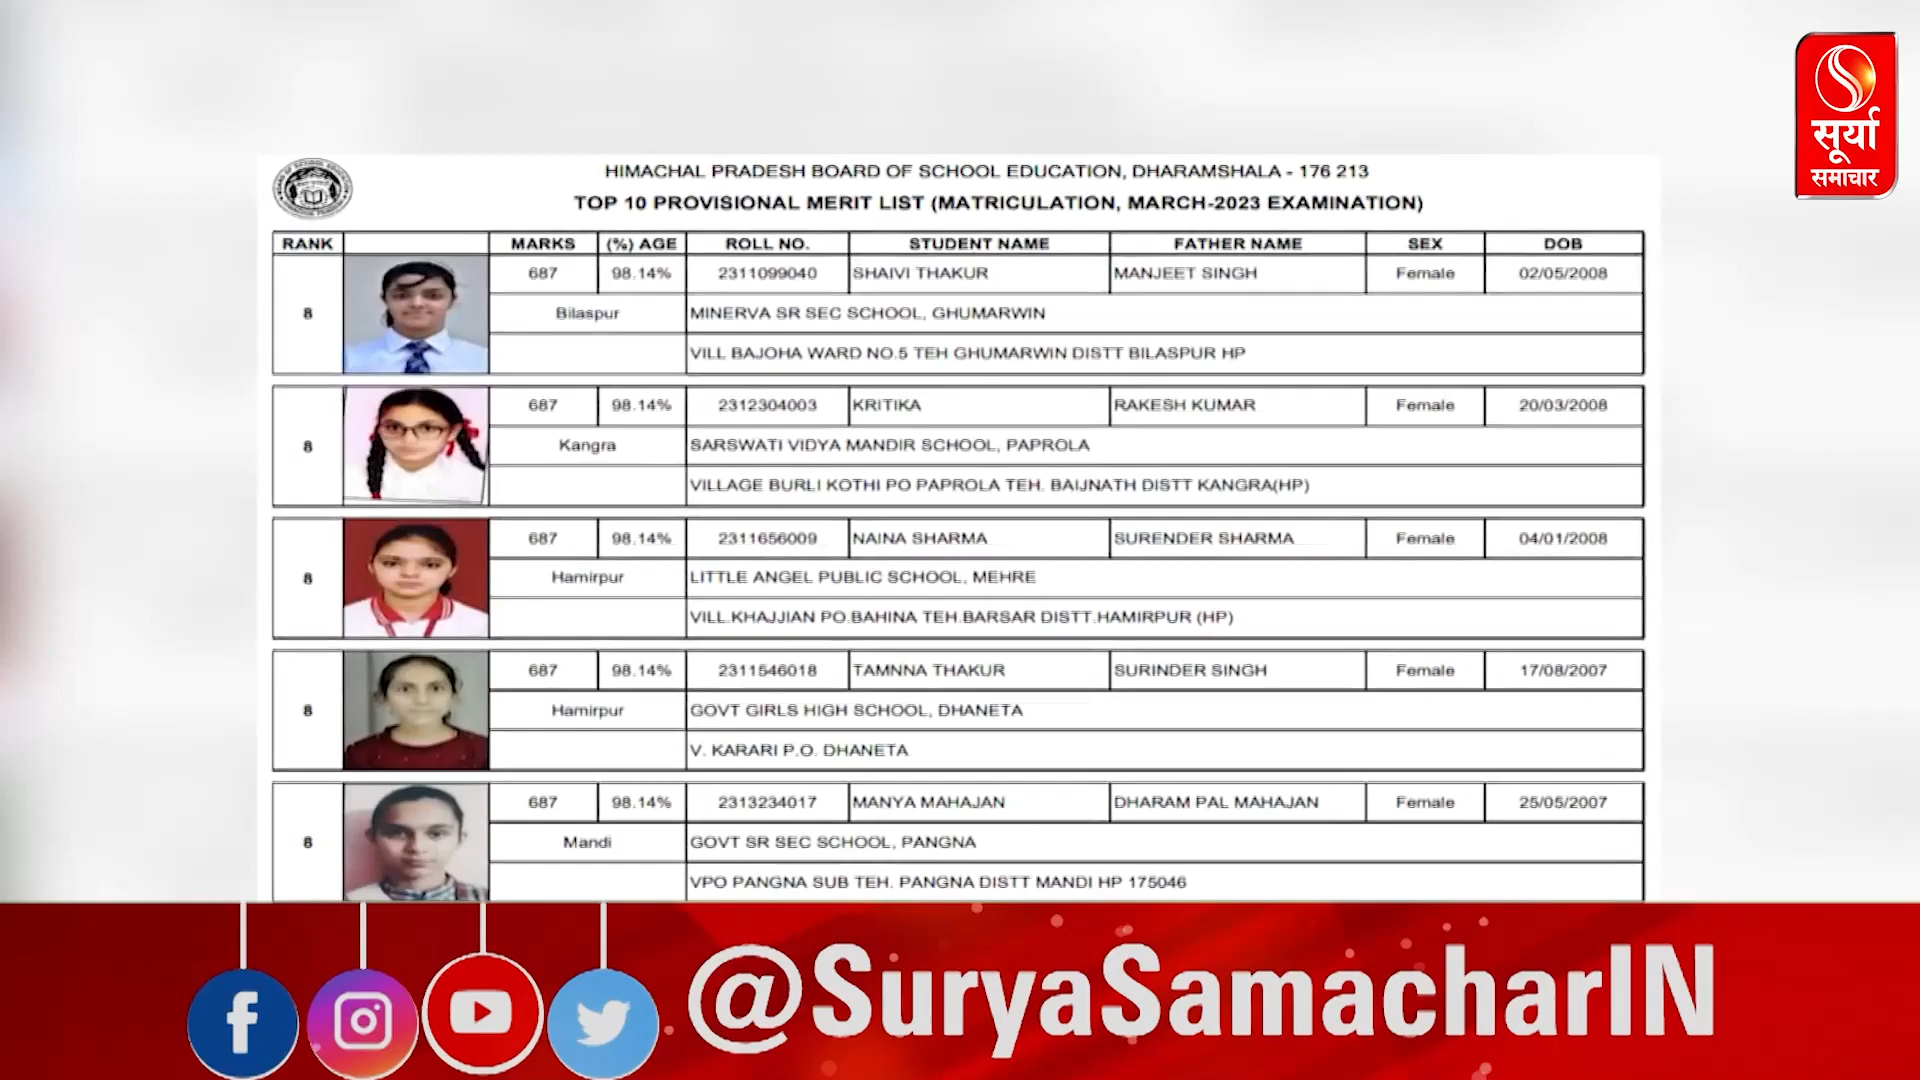 सूर्या
समाचार
HIMACHAL PRADESH BOARD OF SCHOOL EDUCATION, DHARAMSHALA - 176 213
TOP 10 PROVISIONAL MERIT LIST (MATRICULATION, MARCH-2023 EXAMINATION)
RANK MARKS (%) AGE ROLL NO. STUDENT NAME FATHER NAME SEX DOB
687 98.14% 2311099040 SHAIVI THAKUR MANJEET SINGH Female 02/05/2008
8 Bilaspur MINERVA SR SEC SCHOOL, GHUMARWIN
VILL BAJOHA WARD NO.5 TEH GHUMARWIN DISTT BILASPUR HP
687 98.14% 2312304003 KRITIKA RAKESH KUMAR Female 20/03/2008
8 Kangra SARSWATI VIDYA MANDIR SCHOOL, PAPROLA
VILLAGE BURLI KOTHI PO PAPROLA TEH. BAIJNATH DISTT KANGRA(HP)
687 98.14% 2311656009 NAINA SHARMA SURENDER SHARMA Female 04/01/2008
8 Hamirpur LITTLE ANGEL PUBLIC SCHOOL, MEHRE
VILL.KHAJJIAN PO.BAHINA TEH.BARSAR DISTT.HAMIRPUR (HP)
687 98.14% 2311546018 TAMNNA THAKUR SURINDER SINGH Female 17/08/2007
8 Hamirpur GOVT GIRLS HIGH SCHOOL, DHANETA
V. KARARI P.O. DHANETA
687 98.14% 2313234017 MANYA MAHAJAN DHARAM PAL MAHAJAN Female 25/05/2007
8 Mandi GOVT SR SEC SCHOOL, PANGNA
VPO PANGNA SUB TEH. PANGNA DISTT MANDI HP 175046
@SuryaSamacharIN